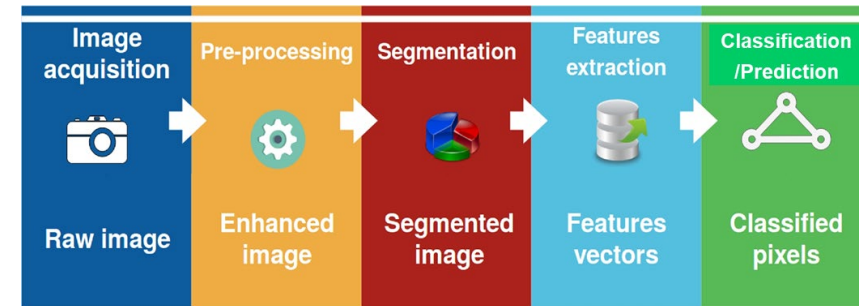 Image
acquisition
Raw image
Pre-processing
Enhanced
image
Segmentation
Segmented
image
Features
extraction
Features
vectors
Classification
/Prediction
Classified
pixels